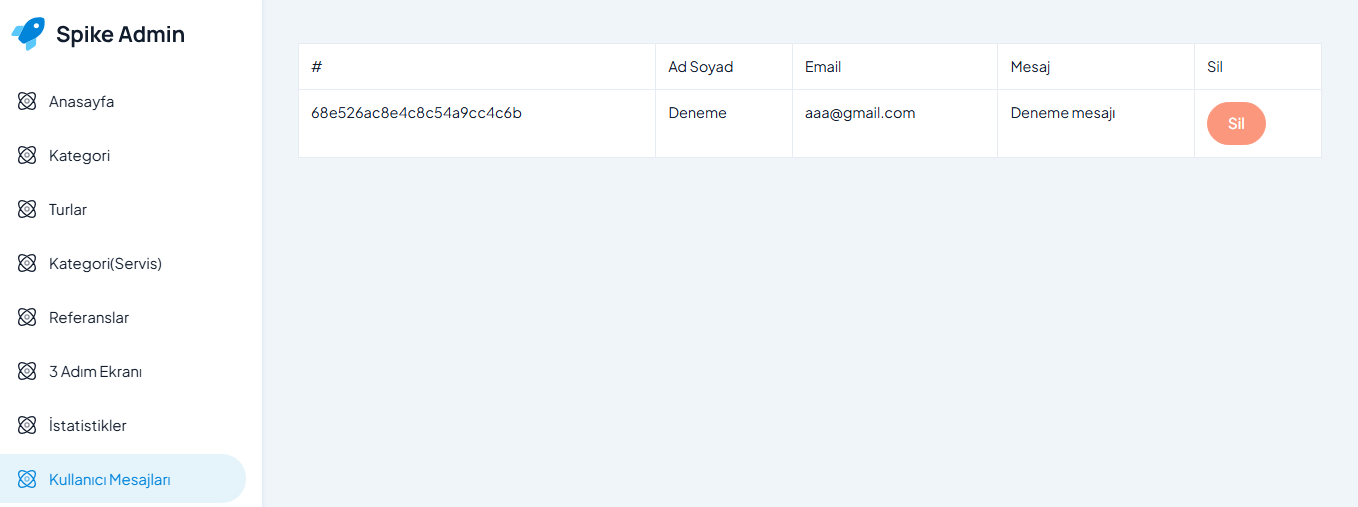 Spike Admin
Anasayfa
Kategori
Turlar
Kategori(Servis)
Referanslar
3 Adım Ekranı
İstatistikler
Kullanıcı Mesajları
# Ad Soyad Email Mesaj Sil
68e526ac8e4c8c54a9cc4c6b Deneme aaa@gmail.com Deneme mesajı Sil